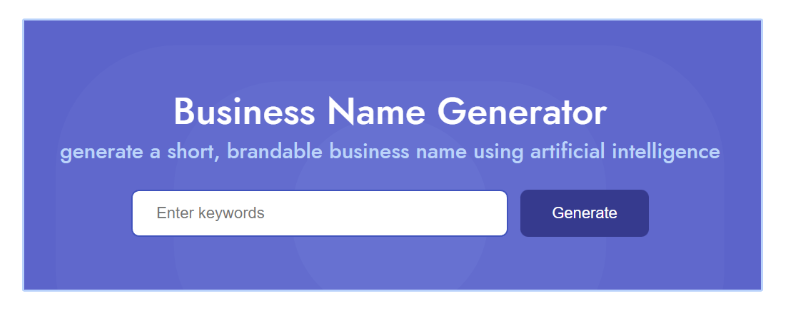 Business Name Generator
generate a short, brandable business name using artificial intelligence
Enter keywords
Generate